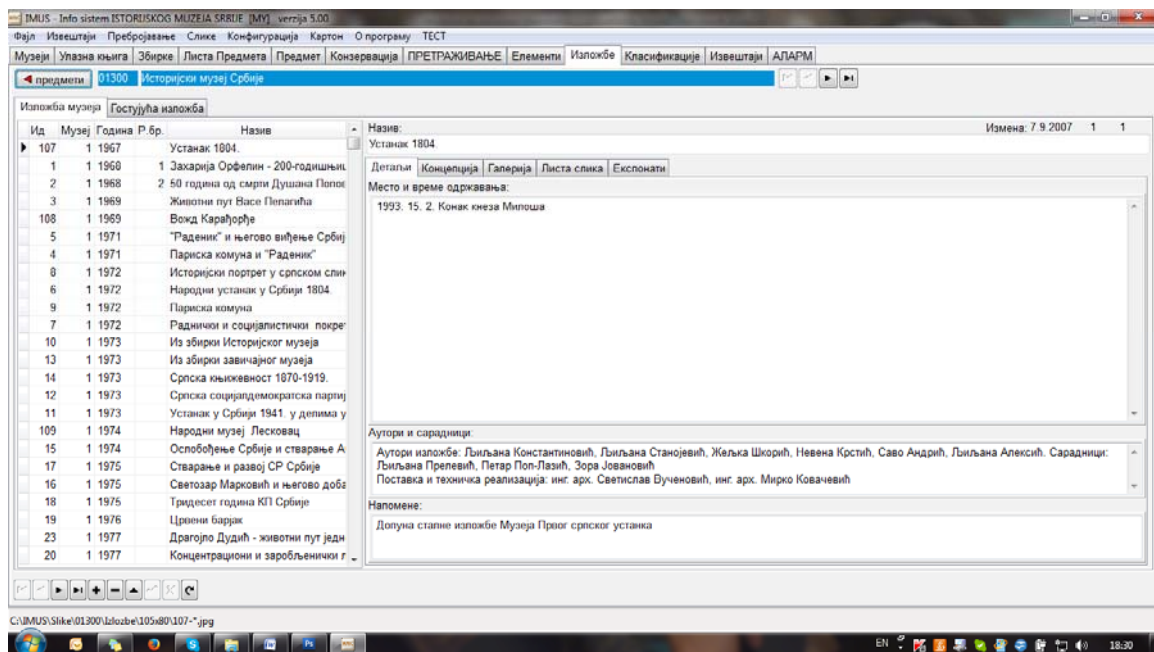 IMUS - Info sistem ISTORIJSKOG MUZEJA SRBIJE [MY] verzija 5.00
Фајл Извештаји Пребројавање Слике Конфигурација Картон О програму ТЕСТ
Музеји Улазна књига Збирке Листа Предмета Предмет Конзервација ПРЕТРАЖИВАЊЕ Елементи Изложбе Класификације Извештаји АЛАРМ
предмети 01300 Историјски музеј Србије
Изложба музеја Гостујућа изложба
Ид Музеј Година Р.бр. Назив
107 1 1967 Устанак 1804.
1 1 1968 1 Захарија Орфелин - 200-годишњиц
2 1 1968 2 50 година од смрти Душана Попов
3 1 1969 Животни пут Васе Пелагића
108 1 1969 Вожд Карађорђе
5 1 1971 "Раденик" и његово виђење Србиј
4 1 1971 Париска комуна и "Раденик"
8 1 1972 Историјски портрет у српском слик
6 1 1972 Народни устанак у Србији 1804.
9 1 1972 Париска комуна
7 1 1972 Раднички и социјалистички покрет
10 1 1973 Из збирки Историјског музеја
13 1 1973 Из збирки завичајног музеја
14 1 1973 Српска књижевност 1870-1919.
12 1 1973 Српска социјалдемократска партиј
11 1 1973 Устанак у Србији 1941. у делима у
109 1 1974 Народни музеј Лесковац
15 1 1974 Ослобођење Србије и стварање А
17 1 1975 Стварање и развој СР Србије
16 1 1975 Светозар Марковић и његово доба
18 1 1975 Тридесет година КП Србије
19 1 1976 Црвени барјак
23 1 1977 Драгојло Дудић - животни пут једн
20 1 1977 Концентрациони и заробљенички л
Назив: Измена: 7.9.2007 1 1
Устанак 1804.
Детаљи Концепција Галерија Листа слика Експонати
Место и време одржавања:
1993. 15. 2. Конак кнеза Милоша
Аутори и сарадници:
Аутори изложбе: Љиљана Константиновић, Љиљана Станојевић, Жељка Шкорић, Невена Крстић, Саво Андрић, Љиљана Алексић. Сарадници:
Љиљана Прелевић, Петар Поп-Лазић, Зора Јовановић
Поставка и техничка реализација: инг. арх. Светислав Вученовић, инг. арх. Мирко Ковачевић
Напомене:
Допуна сталне изложбе Музеја Првог српског устанка
C:\IMUS\Slike\01300\Izlozbe\105x80\107-*.jpg
EN 18:30